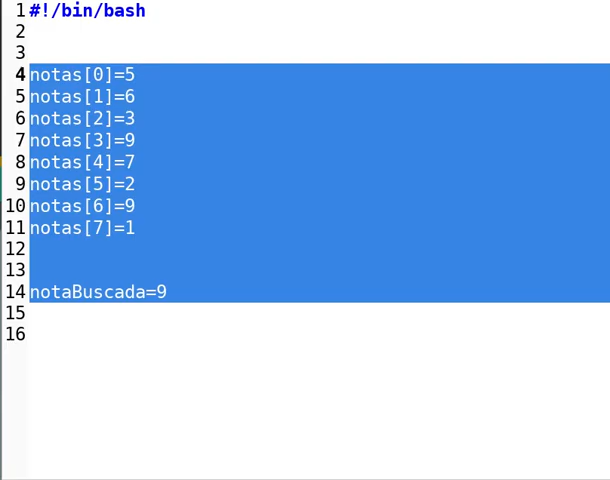 1 #!/bin/bash
2
3
4 notas[0]=5
5 notas[1]=6
6 notas[2]=3
7 notas[3]=9
8 notas[4]=7
9 notas[5]=2
10 notas[6]=9
11 notas[7]=1
12
13
14 notaBuscada=9
15
16